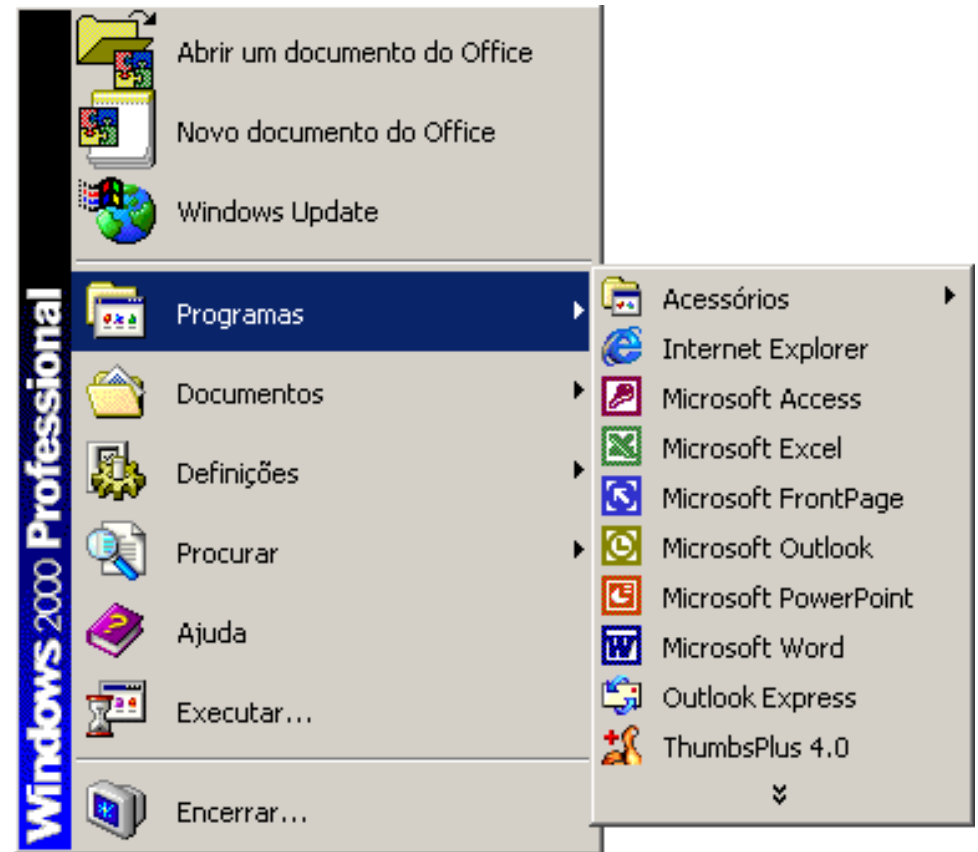 Abrir um documento do Office
Novo documento do Office
Windows Update
Programas
Documentos
Definições
Procurar
Ajuda
Executar...
Encerrar...
Windows 2000 Professional
Acessórios
Internet Explorer
Microsoft Access
Microsoft Excel
Microsoft FrontPage
Microsoft Outlook
Microsoft PowerPoint
Microsoft Word
Outlook Express
ThumbsPlus 4.0